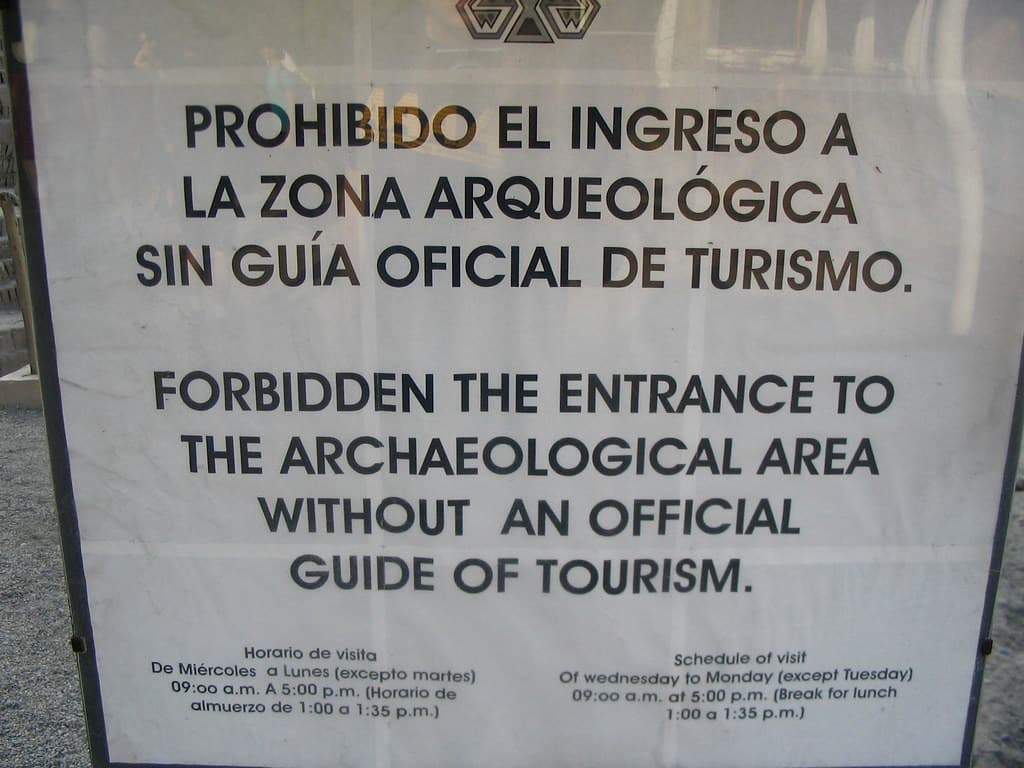 PROHIBIDO EL INGRESO A
LA ZONA ARQUEOLÓGICA
SIN GUÍA OFICIAL DE TURISMO.
FORBIDDEN THE ENTRANCE TO
THE ARCHAEOLOGICAL AREA
WITHOUT AN OFFICIAL
GUIDE OF TOURISM.
Horario de visita
De Miércoles a Lunes (excepto martes)
09:oo a.m. A 5:00 p.m. (Horario de
almuerzo de 1:00 a 1:35 p.m.)
Schedule of visit
Of wednesday to Monday (except Tuesday)
09:oo a.m. at 5:00 p.m. (Break for lunch
1:00 a 1:35 p.m.)